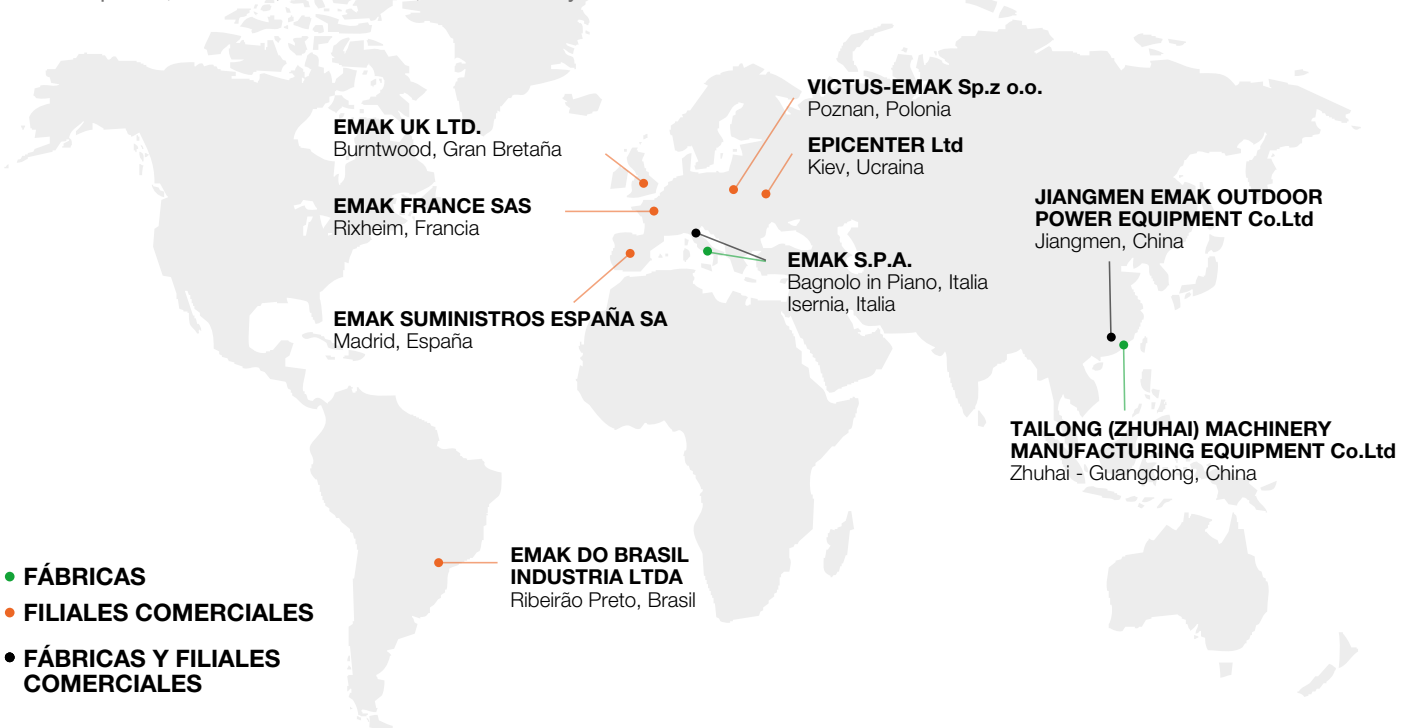 VICTUS-EMAK Sp.z o.o.
Poznan, Polonia
EMAK UK LTD.
Burntwood, Gran Bretaña
EPICENTER Ltd
Kiev, Ucraina
EMAK FRANCE SAS
Rixheim, Francia
JIANGMEN EMAK OUTDOOR
POWER EQUIPMENT Co.Ltd
Jiangmen, China
EMAK S.P.A.
Bagnolo in Piano, Italia
Isernia, Italia
EMAK SUMINISTROS ESPAÑA SA
Madrid, España
TAILONG (ZHUHAI) MACHINERY
MANUFACTURING EQUIPMENT Co.Ltd
Zhuhai - Guangdong, China
EMAK DO BRASIL
INDUSTRIA LTDA
Ribeirão Preto, Brasil
FÁBRICAS
FILIALES COMERCIALES
FÁBRICAS Y FILIALES
COMERCIALES